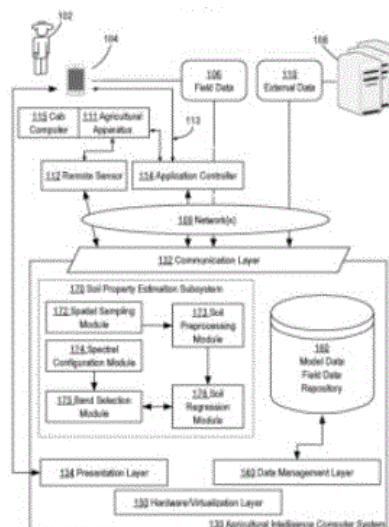 102
104
106
Field Data
110
External Data
108
115 Cab Computer
111 Agricultural Apparatus
113
112 Remote Sensor
114 Application Controller
109 Network(s)
132 Communication Layer
170 Soil Property Estimation Subsystem
172 Spatial Sampling Module
173 Soil Preprocessing Module
174 Spectral Configuration Module
175 Band Selection Module
176 Soil Regression Module
160
Model Data
Field Data
Repository
134 Presentation Layer
140 Data Management Layer
150 Hardware/Virtualization Layer
130 Agricultural Intelligence Computer System